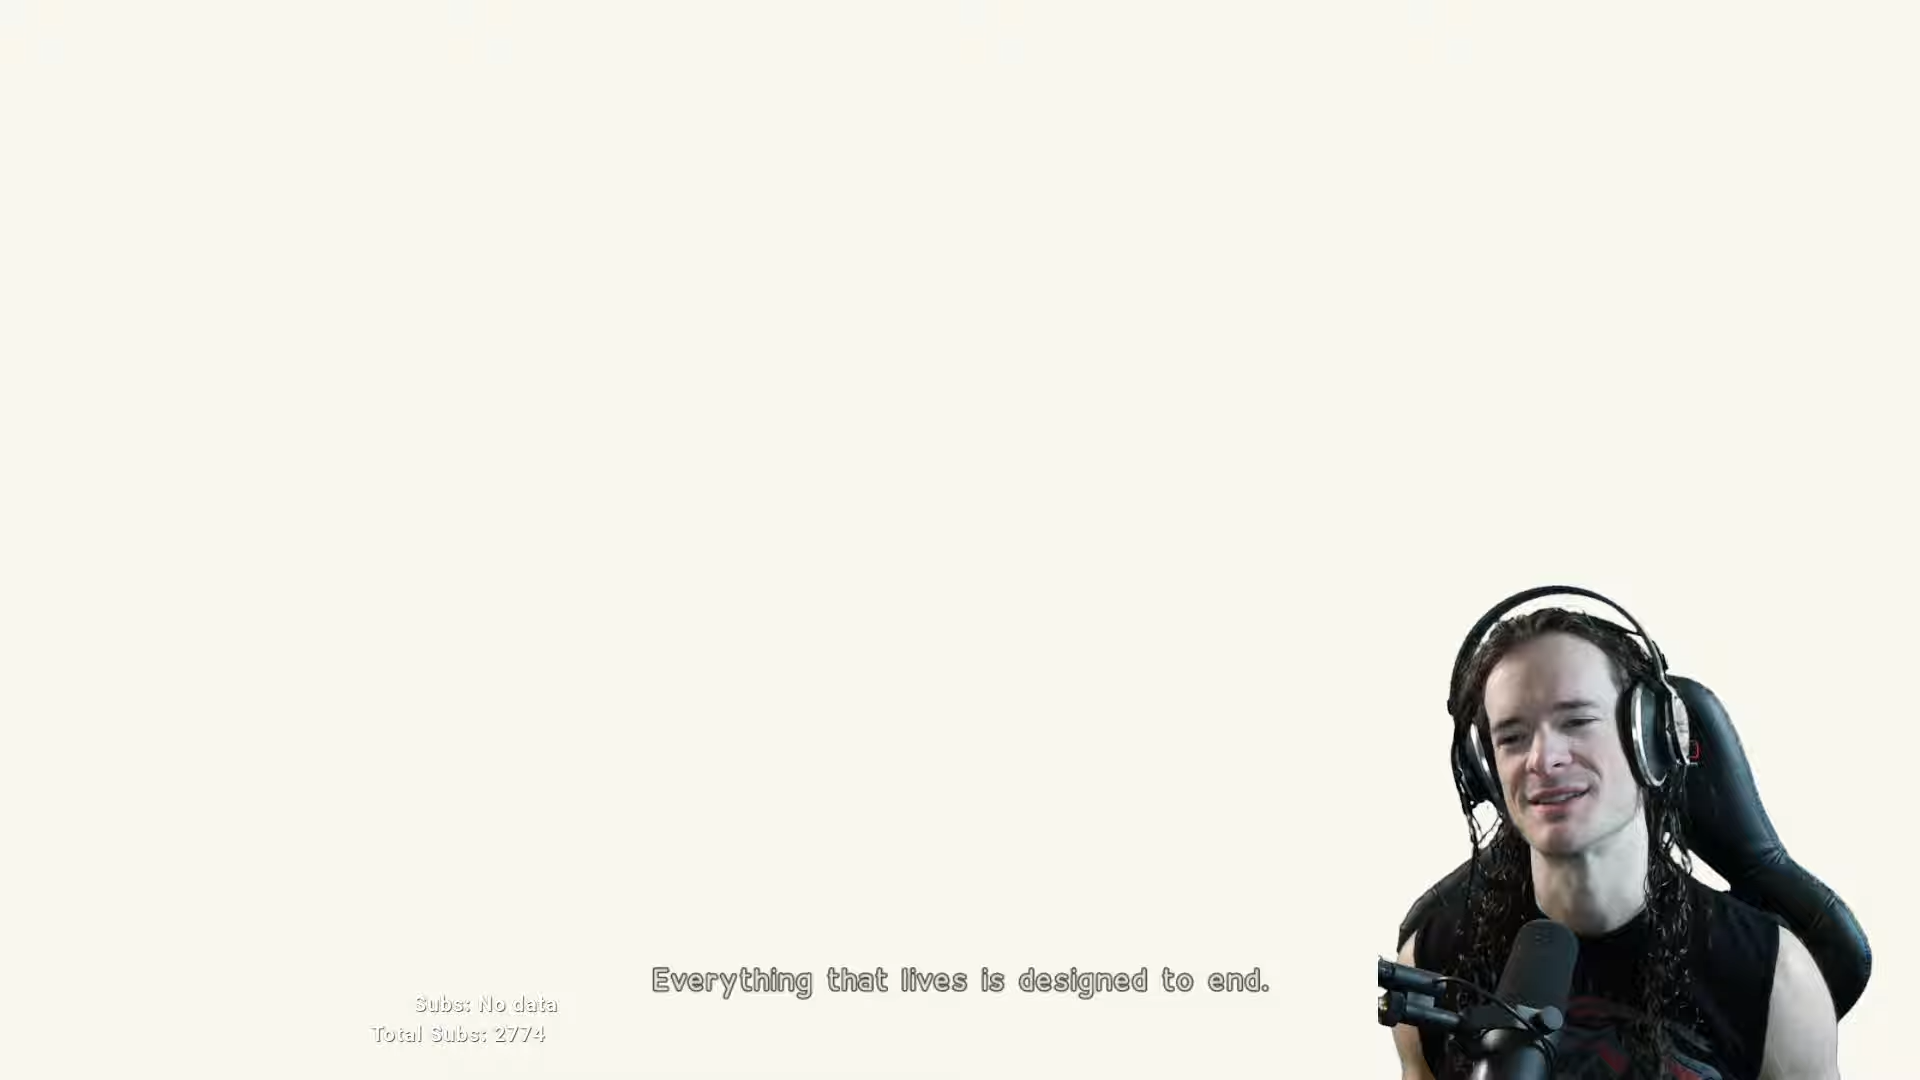 Everything that lives is designed to end.
Subs: No data
Total Subs: 2774